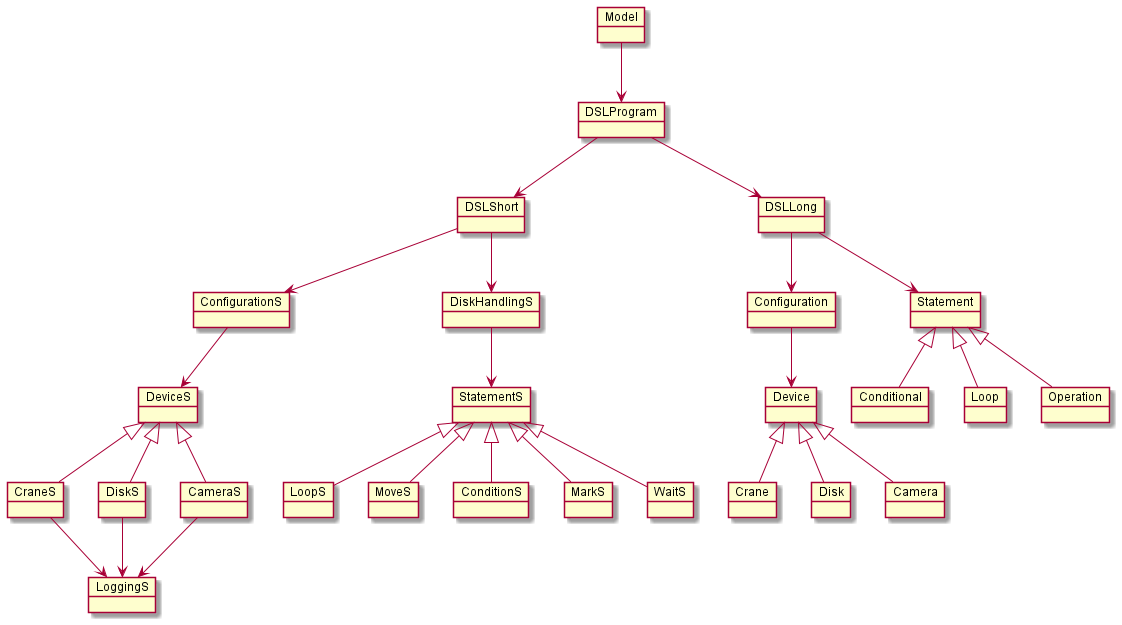 Model
DSLProgram
DSLShort
DSLLong
ConfigurationS
DiskHandlingS
Configuration
Statement
DeviceS
StatementS
Device
Conditional
Loop
Operation
CraneS
DiskS
CameraS
LoopS
MoveS
ConditionS
MarkS
WaitS
Crane
Disk
Camera
LoggingS